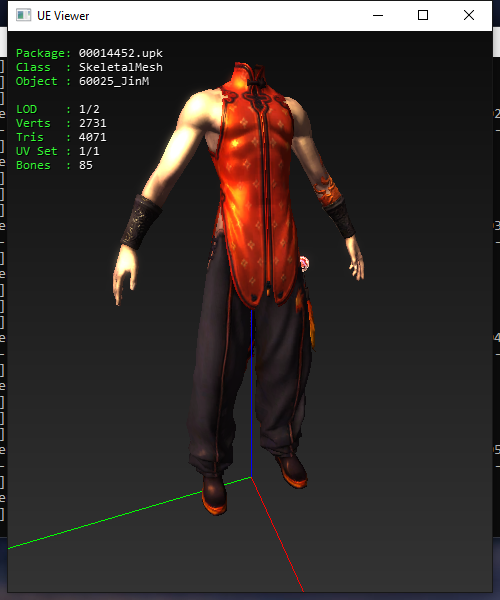 UE Viewer
Package: 00014452.upk
Class : SkeletalMesh
Object : 60025_JinM
LOD : 1/2
Verts : 2731
Tris : 4071
UV Set : 1/1
Bones : 85